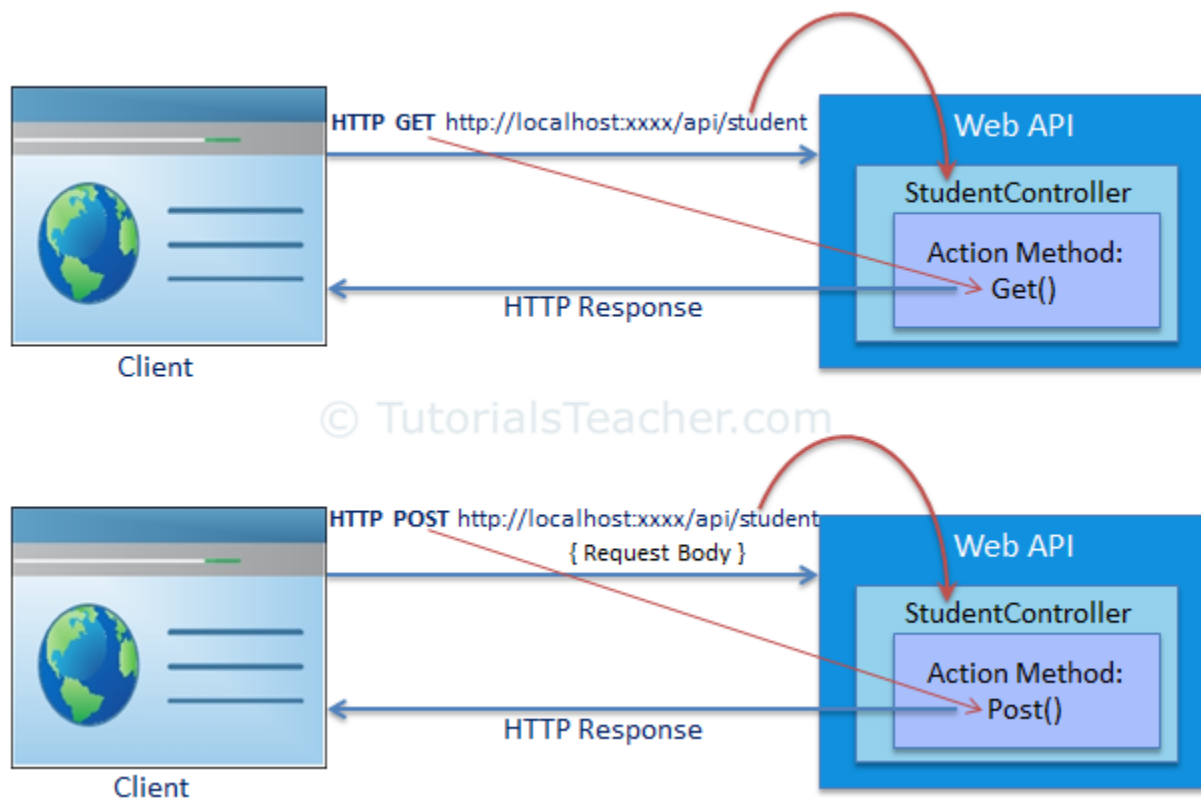 HTTP GET http://localhost:xxxx/api/student
Web API
StudentController
Action Method:
Get()
HTTP Response
Client
© TutorialsTeacher.com
HTTP POST http://localhost:xxxx/api/student
{ Request Body }
Web API
StudentController
Action Method:
Post()
HTTP Response
Client